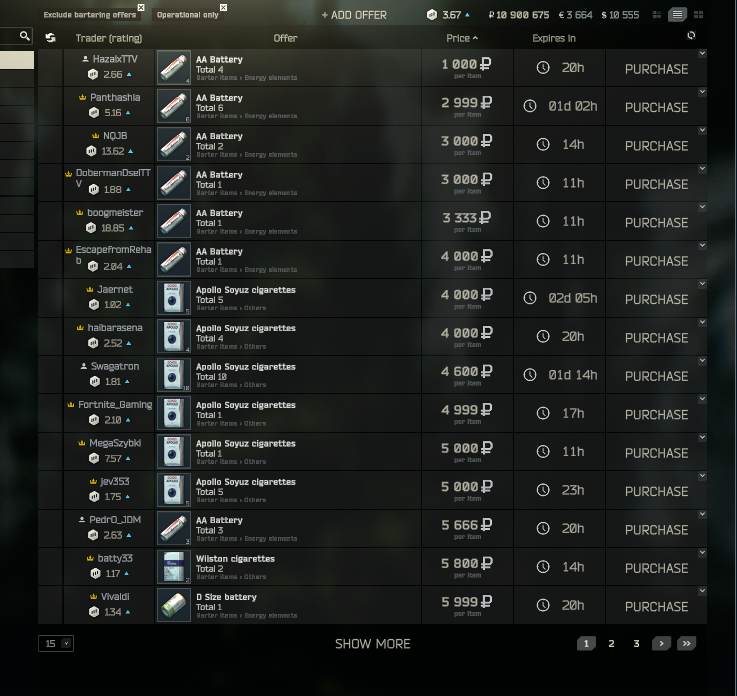 Exclude bartering offers
Operational only
+ ADD OFFER
3.67
₽ 10 900 675 € 3 664 $ 10 555
Trader (rating) Offer Price Expires in
HazaixTTV 2.66 4 AA Battery Total 4 Barter items › Energy elements 1 000 ₽ per item 20h PURCHASE
Panthashia 5.16 6 AA Battery Total 6 Barter items › Energy elements 2 999 ₽ per item 01d 02h PURCHASE
NQJB 13.62 2 AA Battery Total 2 Barter items › Energy elements 3 000 ₽ per item 14h PURCHASE
DobermanDselTTV 1.88 AA Battery Total 1 Barter items › Energy elements 3 000 ₽ per item 11h PURCHASE
boogmeister 18.85 AA Battery Total 1 Barter items › Energy elements 3 333 ₽ per item 11h PURCHASE
EscapefromRehab 2.04 AA Battery Total 1 Barter items › Energy elements 4 000 ₽ per item 11h PURCHASE
Jaernet 1.02 5 Apollo Soyuz cigarettes Total 5 Barter items › Others 4 000 ₽ per item 02d 05h PURCHASE
haibarasena 2.52 4 Apollo Soyuz cigarettes Total 4 Barter items › Others 4 000 ₽ per item 20h PURCHASE
Swagatron 1.81 10 Apollo Soyuz cigarettes Total 10 Barter items › Others 4 600 ₽ per item 01d 14h PURCHASE
Fortnite_Gaming 2.10 Apollo Soyuz cigarettes Total 1 Barter items › Others 4 999 ₽ per item 17h PURCHASE
MegaSzybki 7.57 Apollo Soyuz cigarettes Total 1 Barter items › Others 5 000 ₽ per item 11h PURCHASE
jev353 1.75 5 Apollo Soyuz cigarettes Total 5 Barter items › Others 5 000 ₽ per item 23h PURCHASE
PedrO_JDM 2.63 3 AA Battery Total 3 Barter items › Energy elements 5 666 ₽ per item 20h PURCHASE
batty33 1.17 2 Wilston cigarettes Total 2 Barter items › Others 5 800 ₽ per item 14h PURCHASE
Vivaldi 1.34 D Size battery Total 1 Barter items › Energy elements 5 999 ₽ per item 20h PURCHASE
15 SHOW MORE 1 2 3 > >>